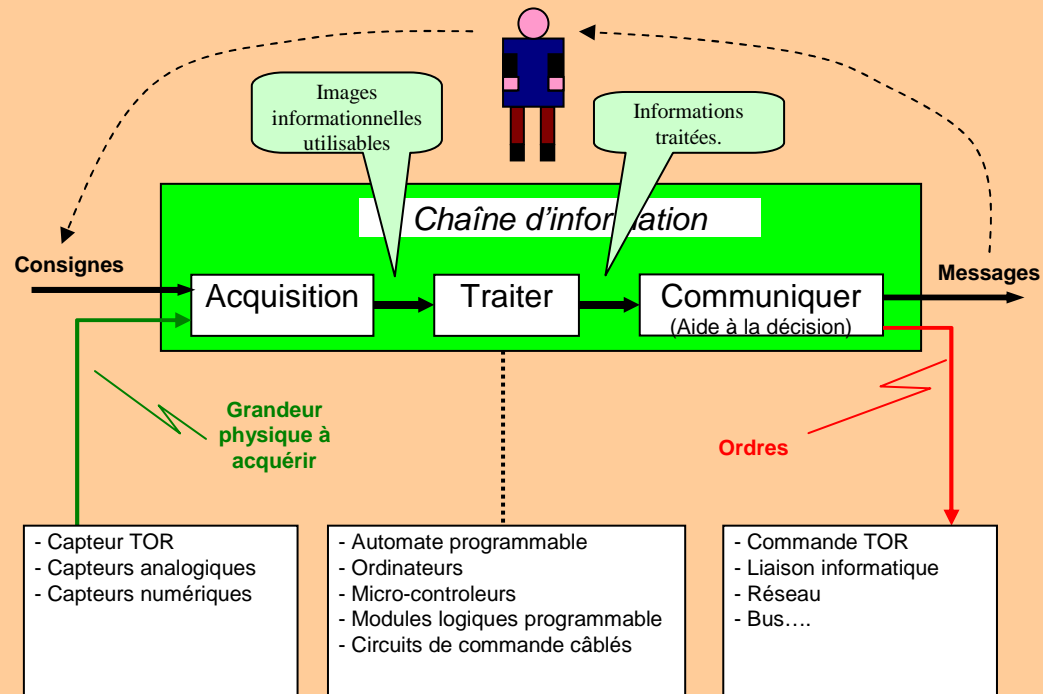 Images
informationnelles
utilisables
Informations
traitées.
Chaîne d'information
Consignes
Messages
Acquisition
Traiter
Communiquer
(Aide à la décision)
Grandeur
physique à
acquérir
Ordres
- Capteur TOR
- Capteurs analogiques
- Capteurs numériques
- Automate programmable
- Ordinateurs
- Micro-controleurs
- Modules logiques programmable
- Circuits de commande câblés
- Commande TOR
- Liaison informatique
- Réseau
- Bus….